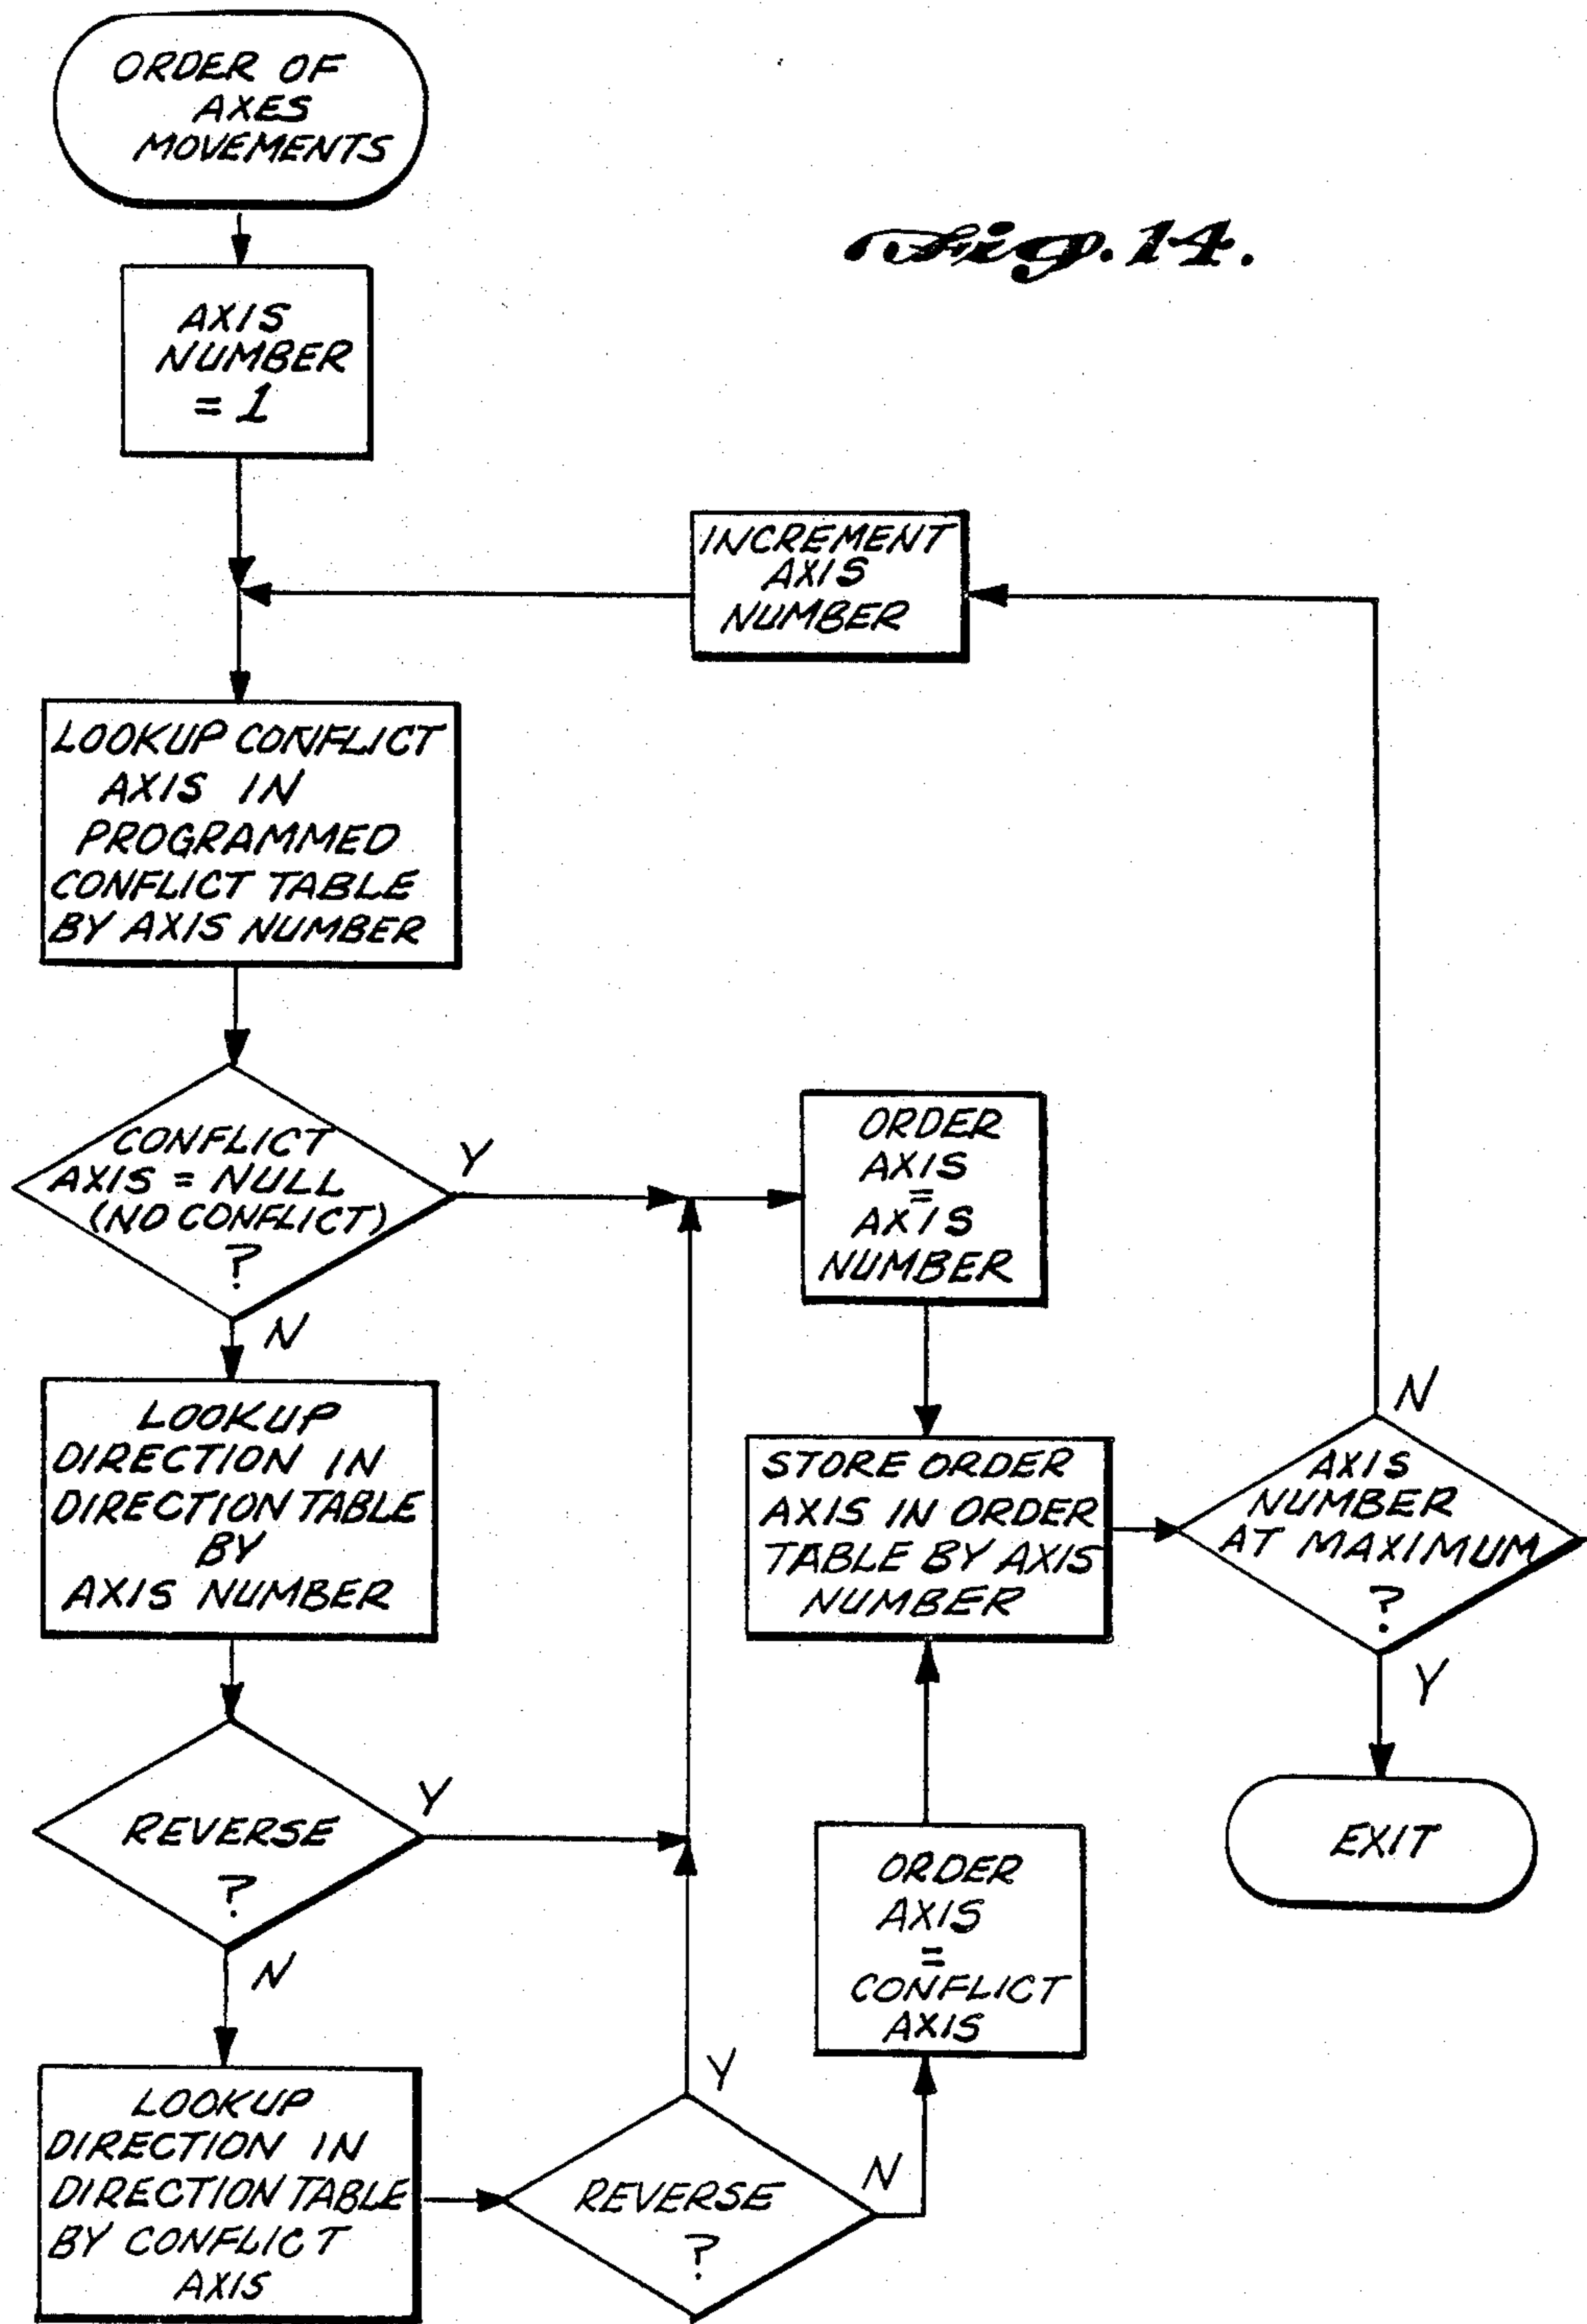 ORDER OF
AXES
MOVEMENTS
Fig. 14.
AXIS
NUMBER
= 1
INCREMENT
AXIS
NUMBER
LOOKUP CONFLICT
AXIS IN
PROGRAMMED
CONFLICT TABLE
BY AXIS NUMBER
CONFLICT
AXIS = NULL
(NO CONFLICT)
?
Y
N
ORDER
AXIS
=
AXIS
NUMBER
LOOKUP
DIRECTION IN
DIRECTION TABLE
BY
AXIS NUMBER
STORE ORDER
AXIS IN ORDER
TABLE BY AXIS
NUMBER
N
AXIS
NUMBER
AT MAXIMUM
?
Y
REVERSE
?
Y
N
ORDER
AXIS
=
CONFLICT
AXIS
EXIT
LOOKUP
DIRECTION IN
DIRECTION TABLE
BY CONFLICT
AXIS
Y
REVERSE
?
N